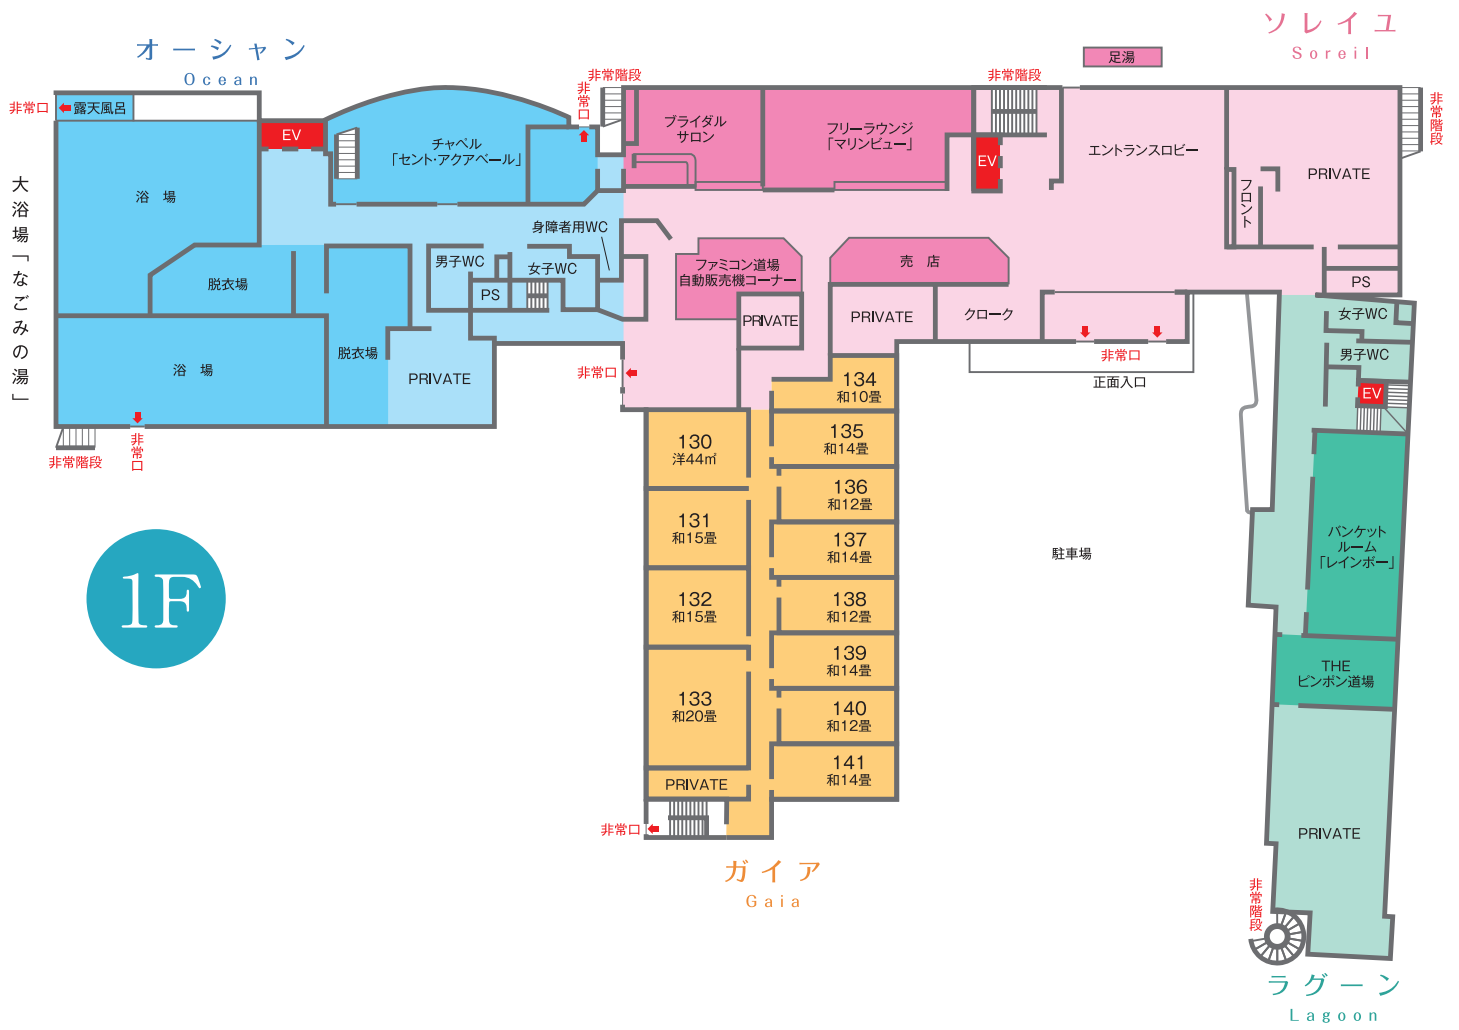 オーシャン
Ocean
ソレイユ
Soreil
足湯
非常階段
非常口
非常階段
非常階段
非常口
露天風呂
EV
チャペル
「セント・アクアベール」
ブライダル
サロン
フリーラウンジ
「マリンビュー」
EV
エントランスロビー
PRIVATE
フロント
大浴場「なごみの湯」
浴場
身障者用WC
男子WC
女子WC
PS
脱衣場
ファミコン道場
自動販売機コーナー
売店
PRIVATE
PRIVATE
クローク
PS
女子WC
男子WC
EV
浴場
脱衣場
PRIVATE
非常口
非常口
正面入口
非常階段
非常口
134
和10畳
130
洋44㎡
135
和14畳
131
和15畳
136
和12畳
137
和14畳
132
和15畳
138
和12畳
133
和20畳
139
和14畳
140
和12畳
141
和14畳
PRIVATE
非常口
駐車場
バンケット
ルーム
「レインボー」
THE
ピンポン道場
PRIVATE
非常階段
1F
ガイア
Gaia
ラグーン
Lagoon